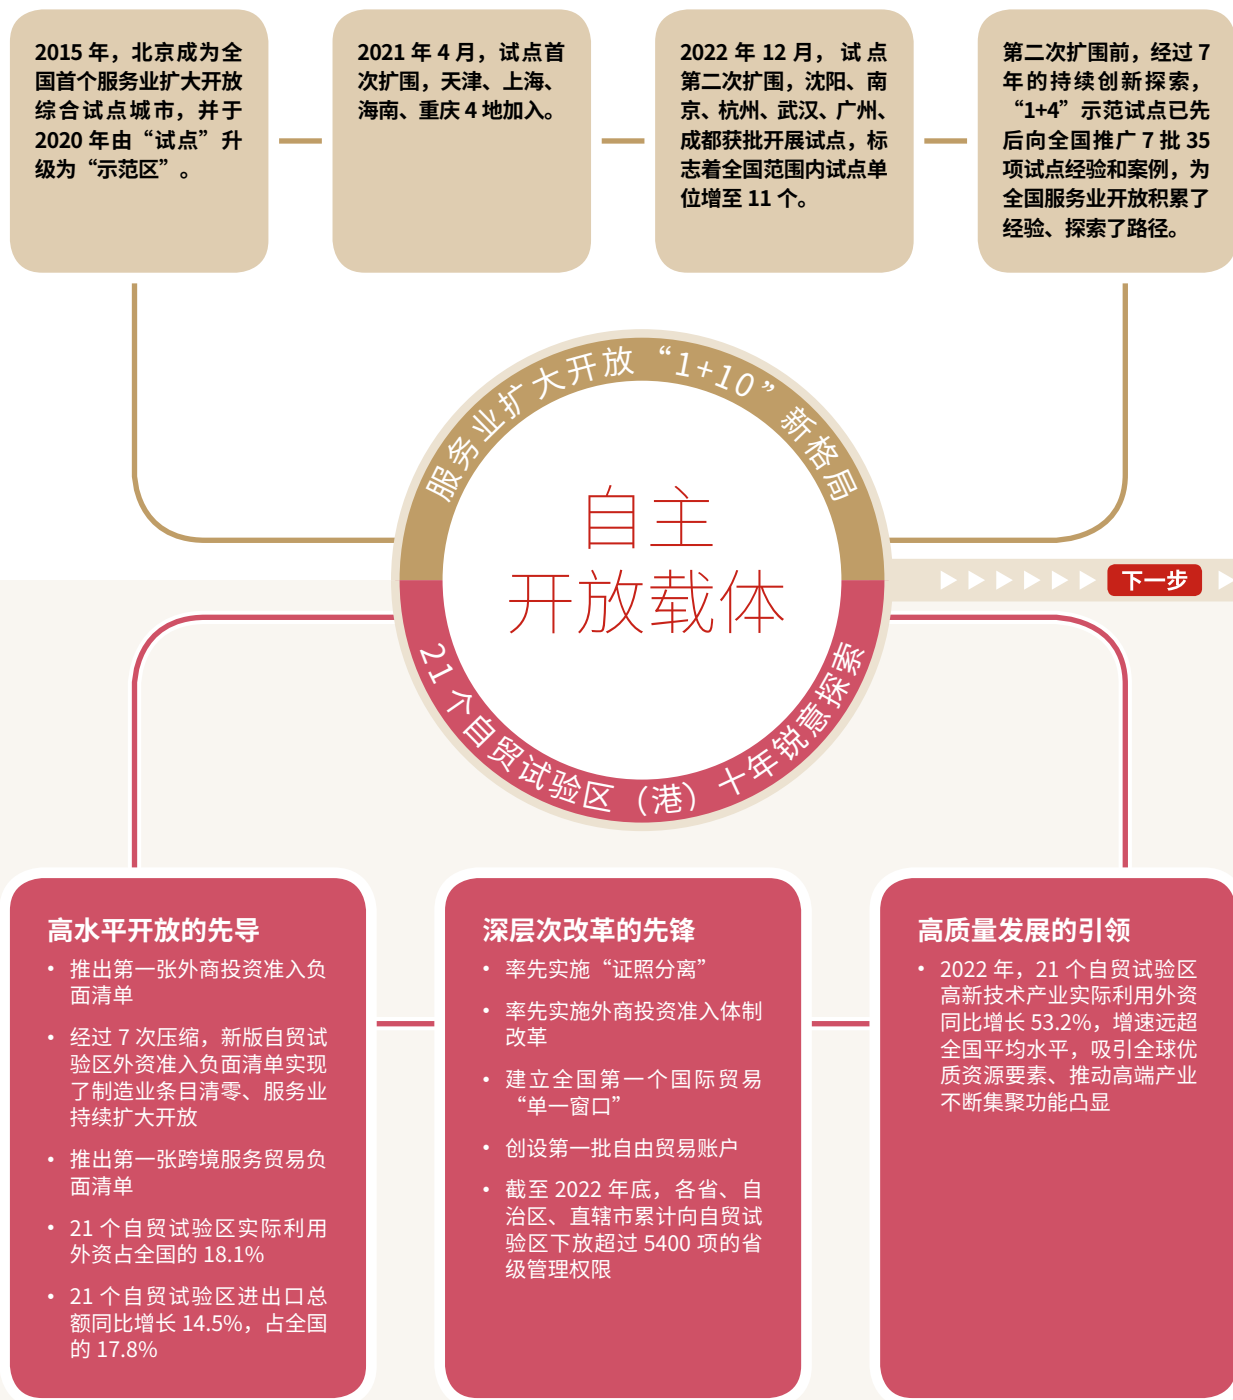 2015 年，北京成为全
国首个服务业扩大开放
综合试点城市，并于
2020 年由“试点”升
级为“示范区”。
2021 年 4 月，试点首
次扩围，天津、上海、
海南、重庆 4 地加入。
2022 年 12 月，试点
第二次扩围，沈阳、南
京、杭州、武汉、广州、
成都获批开展试点，标
志着全国范围内试点单
位增至 11 个。
第二次扩围前，经过 7
年的持续创新探索，
“1+4”示范试点已先
后向全国推广 7 批 35
项试点经验和案例，为
全国服务业开放积累了
经验、探索了路径。
服务业扩大开放“1+10”新格局
自主
开放载体
下一步
21 个自贸试验区（港）十年锐意探索
高水平开放的先导
• 推出第一张外商投资准入负
面清单
• 经过 7 次压缩，新版自贸试
验区外资准入负面清单实现
了制造业条目清零、服务业
持续扩大开放
• 推出第一张跨境服务贸易负
面清单
• 21 个自贸试验区实际利用
外资占全国的 18.1%
• 21 个自贸试验区进出口总
额同比增长 14.5%，占全国
的 17.8%
深层次改革的先锋
• 率先实施“证照分离”
• 率先实施外商投资准入体制
改革
• 建立全国第一个国际贸易
“单一窗口”
• 创设第一批自由贸易账户
• 截至 2022 年底，各省、自
治区、直辖市累计向自贸试
验区下放超过 5400 项的省
级管理权限
高质量发展的引领
• 2022 年，21 个自贸试验区
高新技术产业实际利用外资
同比增长 53.2%，增速远超
全国平均水平，吸引全球优
质资源要素、推动高端产业
不断集聚功能凸显